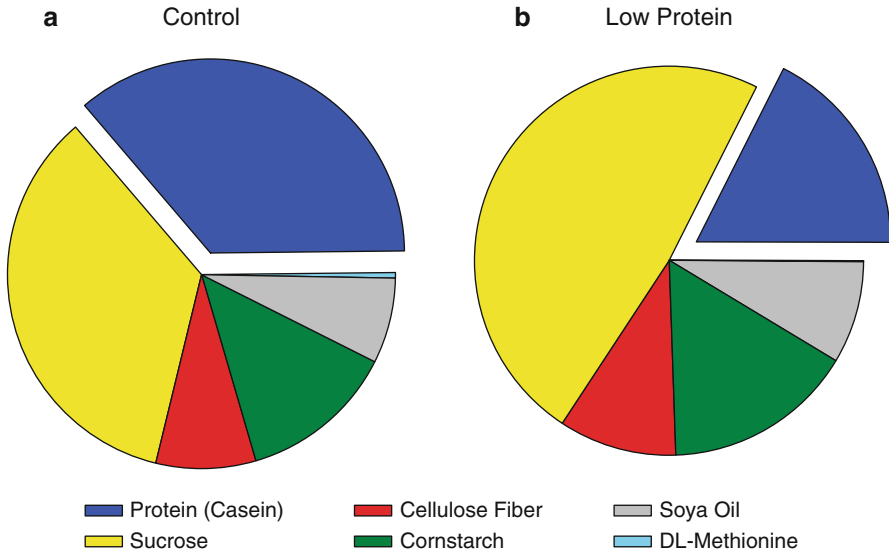 a Control
b Low Protein
Protein (Casein) Cellulose Fiber Soya Oil
Sucrose Cornstarch DL-Methionine